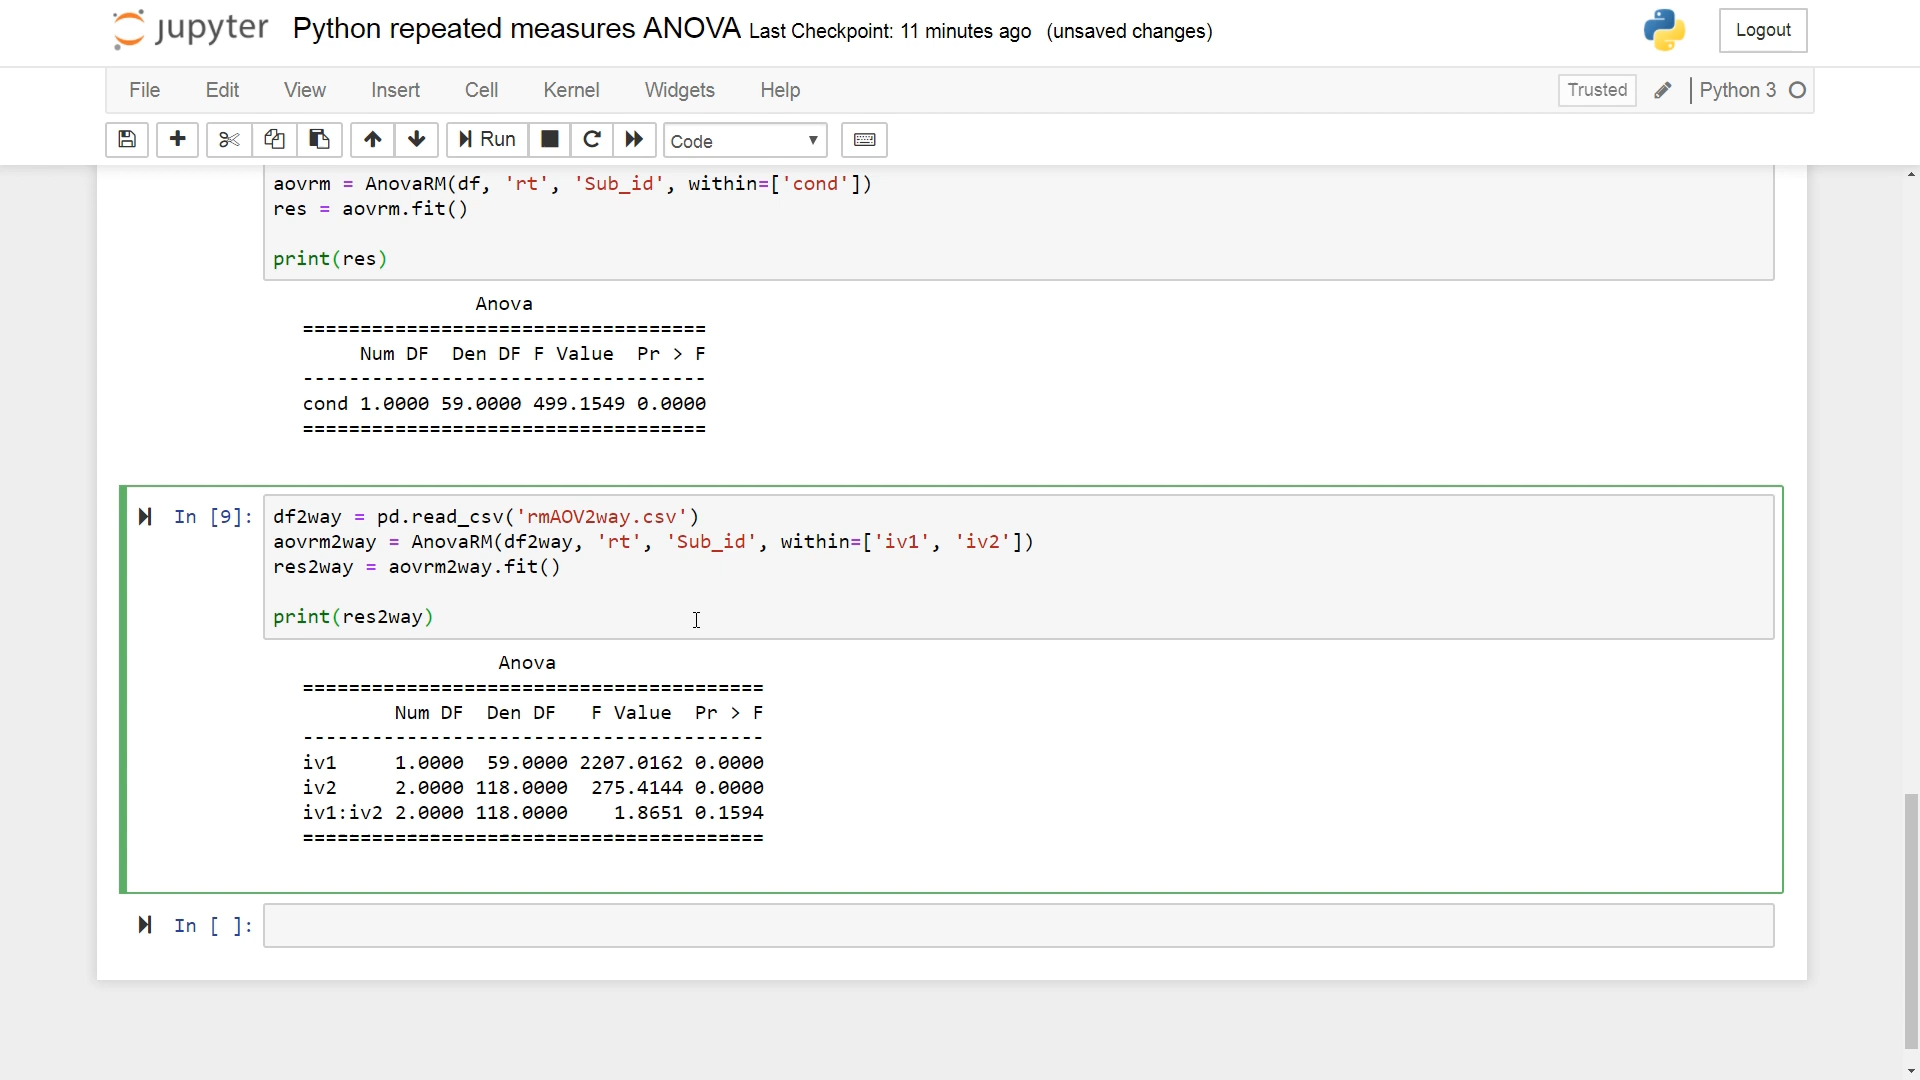 jupyter Python repeated measures ANOVA Last Checkpoint: 11 minutes ago (unsaved changes) Logout
File Edit View Insert Cell Kernel Widgets Help Trusted Python 3
Run Code
aovrm = AnovaRM(df, 'rt', 'Sub_id', within=['cond'])
res = aovrm.fit()
print(res)
Anova
===================================
Num DF Den DF F Value Pr > F
-----------------------------------
cond 1.0000 59.0000 499.1549 0.0000
===================================
In [9]: df2way = pd.read_csv('rmAOV2way.csv')
aovrm2way = AnovaRM(df2way, 'rt', 'Sub_id', within=['iv1', 'iv2'])
res2way = aovrm2way.fit()
print(res2way)
Anova
========================================
Num DF Den DF F Value Pr > F
----------------------------------------
iv1 1.0000 59.0000 2207.0162 0.0000
iv2 2.0000 118.0000 275.4144 0.0000
iv1:iv2 2.0000 118.0000 1.8651 0.1594
========================================
In [ ]: